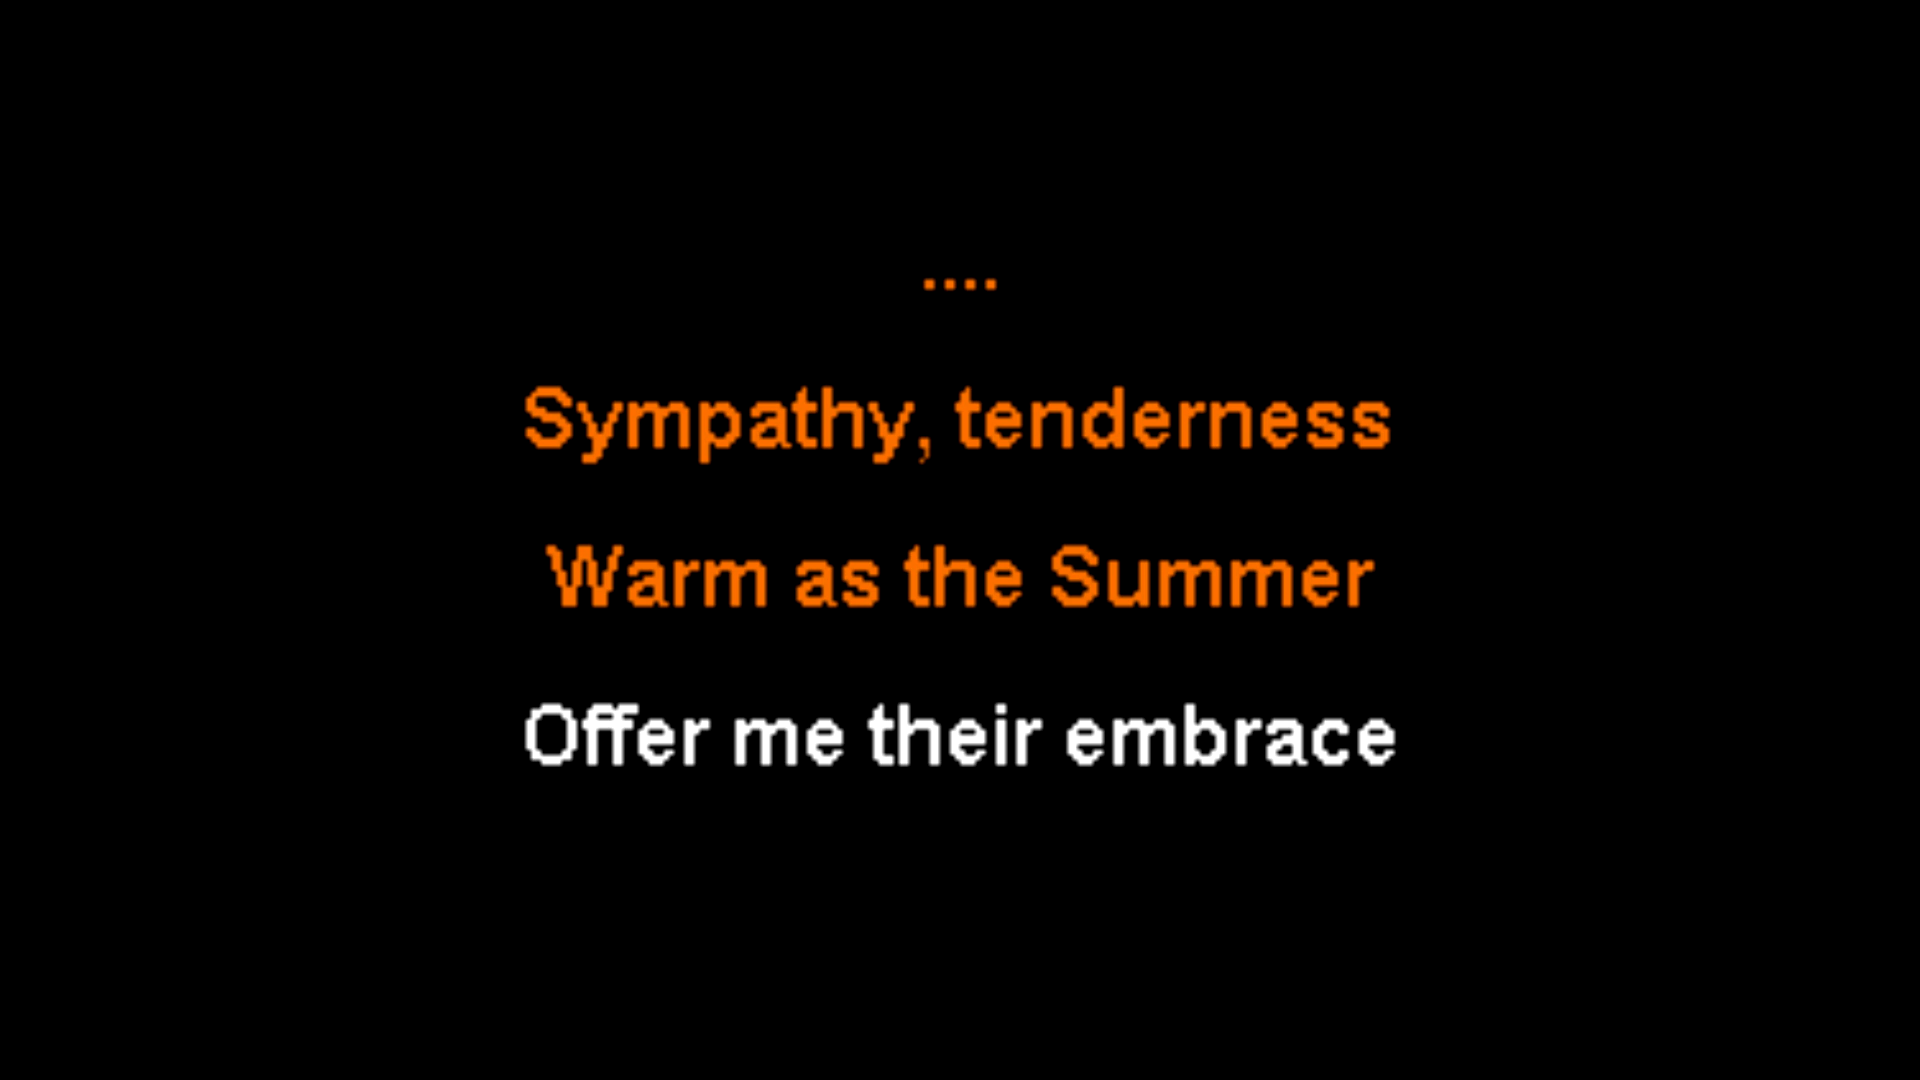 ....
Sympathy, tenderness
Warm as the Summer
Offer me their embrace